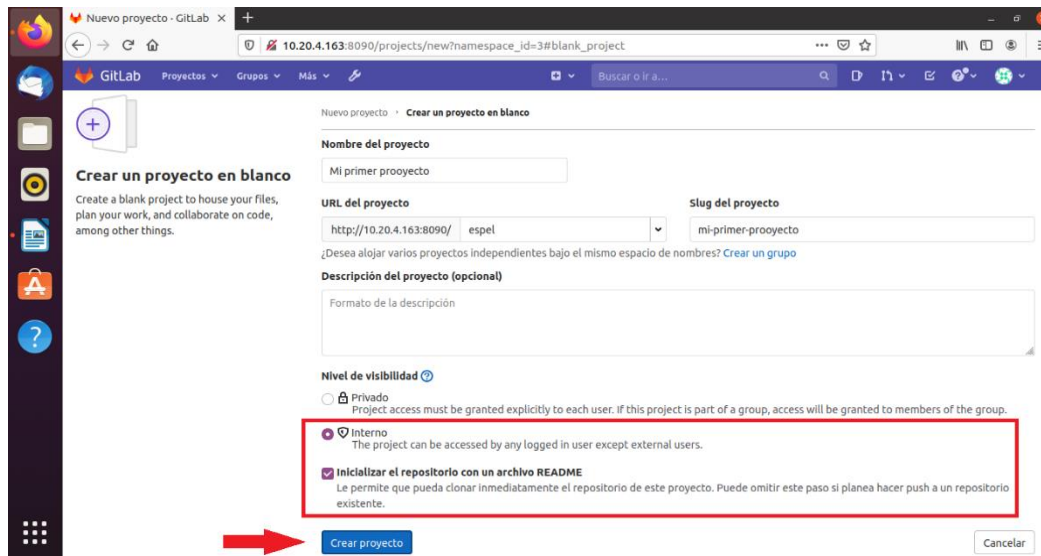 Nuevo proyecto · GitLab
10.20.4.163:8090/projects/new?namespace_id=3#blank_project
GitLab Proyectos Grupos Más Buscar o ir a...
Nuevo proyecto › Crear un proyecto en blanco
Crear un proyecto en blanco
Create a blank project to house your files,
plan your work, and collaborate on code,
among other things.
Nombre del proyecto
Mi primer prooyecto
URL del proyecto
http://10.20.4.163:8090/ espel
Slug del proyecto
mi-primer-prooyecto
¿Desea alojar varios proyectos independientes bajo el mismo espacio de nombres? Crear un grupo
Descripción del proyecto (opcional)
Formato de la descripción
Nivel de visibilidad
Privado
Project access must be granted explicitly to each user. If this project is part of a group, access will be granted to members of the group.
Interno
The project can be accessed by any logged in user except external users.
Inicializar el repositorio con un archivo README
Le permite que pueda clonar inmediatamente el repositorio de este proyecto. Puede omitir este paso si planea hacer push a un repositorio
existente.
Crear proyecto
Cancelar